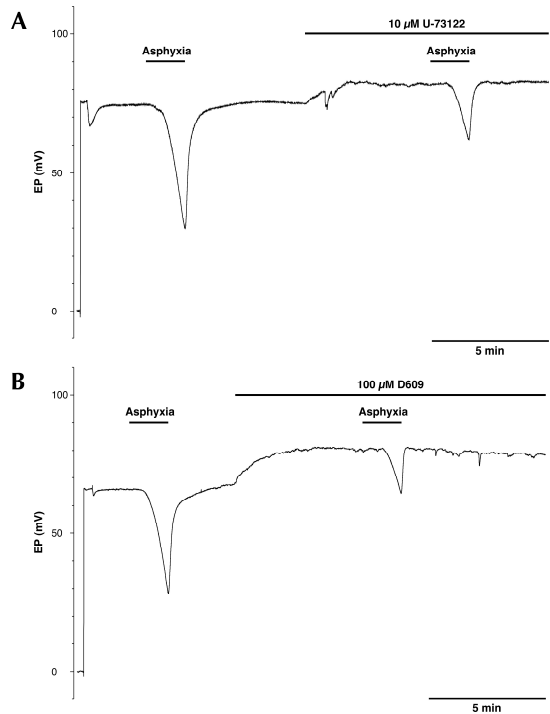 A
10 µM U-73122
Asphyxia
Asphyxia
100
50
0
EP (mV)
5 min
B
100 µM D609
Asphyxia
Asphyxia
100
50
0
EP (mV)
5 min